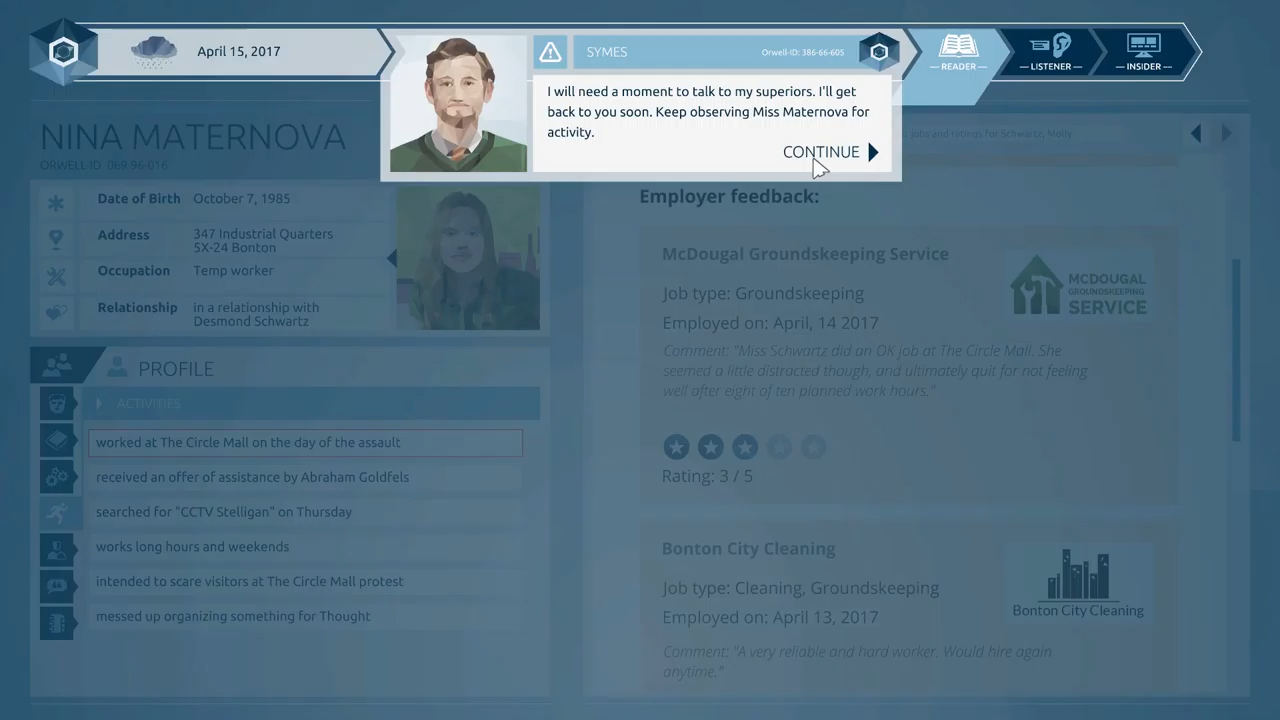 April 15, 2017
SYMES
Orwell-ID: 386-66-605
I will need a moment to talk to my superiors. I'll get
back to you soon. Keep observing Miss Maternova for
activity.
CONTINUE
— READER —
— LISTENER —
— INSIDER —
NINA MATERNOVA
ORWELL-ID: 069-96-016
Date of Birth October 7, 1985
Address 347 Industrial Quarters
5X-24 Bonton
Occupation Temp worker
Relationship in a relationship with
Desmond Schwartz
PROFILE
ACTIVITIES
worked at The Circle Mall on the day of the assault
received an offer of assistance by Abraham Goldfels
searched for "CCTV Stelligan" on Thursday
works long hours and weekends
intended to scare visitors at The Circle Mall protest
messed up organizing something for Thought
jobs and ratings for Schwartz, Molly
Employer feedback:
McDougal Groundskeeping Service
Job type: Groundskeeping
Employed on: April, 14 2017
Comment: "Miss Schwartz did an OK job at The Circle Mall. She
seemed a little distracted though, and ultimately quit for not feeling
well after eight of ten planned work hours."
Rating: 3 / 5
MCDOUGAL
GROUNDSKEEPING
SERVICE
Bonton City Cleaning
Job type: Cleaning, Groundskeeping
Employed on: April 13, 2017
Comment: "A very reliable and hard worker. Would hire again
anytime."
Bonton City Cleaning